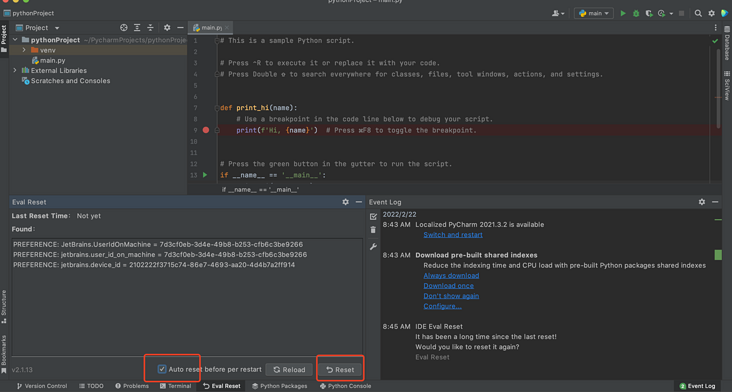 pythonProject – main.py
pythonProject
main
Project
pythonProject
venv
main.py
External Libraries
Scratches and Consoles
Project
Structure
Bookmarks
Database
SciView
main.py
1 # This is a sample Python script.
2
3 # Press ⌃R to execute it or replace it with your code.
4 # Press Double ⇧ to search everywhere for classes, files, tool windows, actions, and settings.
5
6
7 def print_hi(name):
8 # Use a breakpoint in the code line below to debug your script.
9 print(f'Hi, {name}') # Press ⌘F8 to toggle the breakpoint.
10
11
12 # Press the green button in the gutter to run the script.
13 if __name__ == '__main__':
if __name__ == '__main__'
Eval Reset
Last Reset Time: Not yet
Found:
PREFERENCE: JetBrains.UserIdOnMachine = 7d3cf0eb-3d4e-49b8-b253-cfb6c3be9266
PREFERENCE: jetbrains.user_id_on_machine = 7d3cf0eb-3d4e-49b8-b253-cfb6c3be9266
PREFERENCE: jetbrains.device_id = 2102222f3715c74-86e7-4693-aa20-4d4b7a2ff914
v2.1.13
Auto reset before per restart
Reload
Reset
Event Log
2022/2/22
8:43 AM Localized PyCharm 2021.3.2 is available
Switch and restart
8:43 AM Download pre-built shared indexes
Reduce the indexing time and CPU load with pre-built Python packages shared indexes
Always download
Download once
Don't show again
Configure...
8:45 AM IDE Eval Reset
It has been a long time since the last reset!
Would you like to reset it again?
Eval Reset
Version Control
TODO
Problems
Terminal
Eval Reset
Python Packages
Python Console
2 Event Log